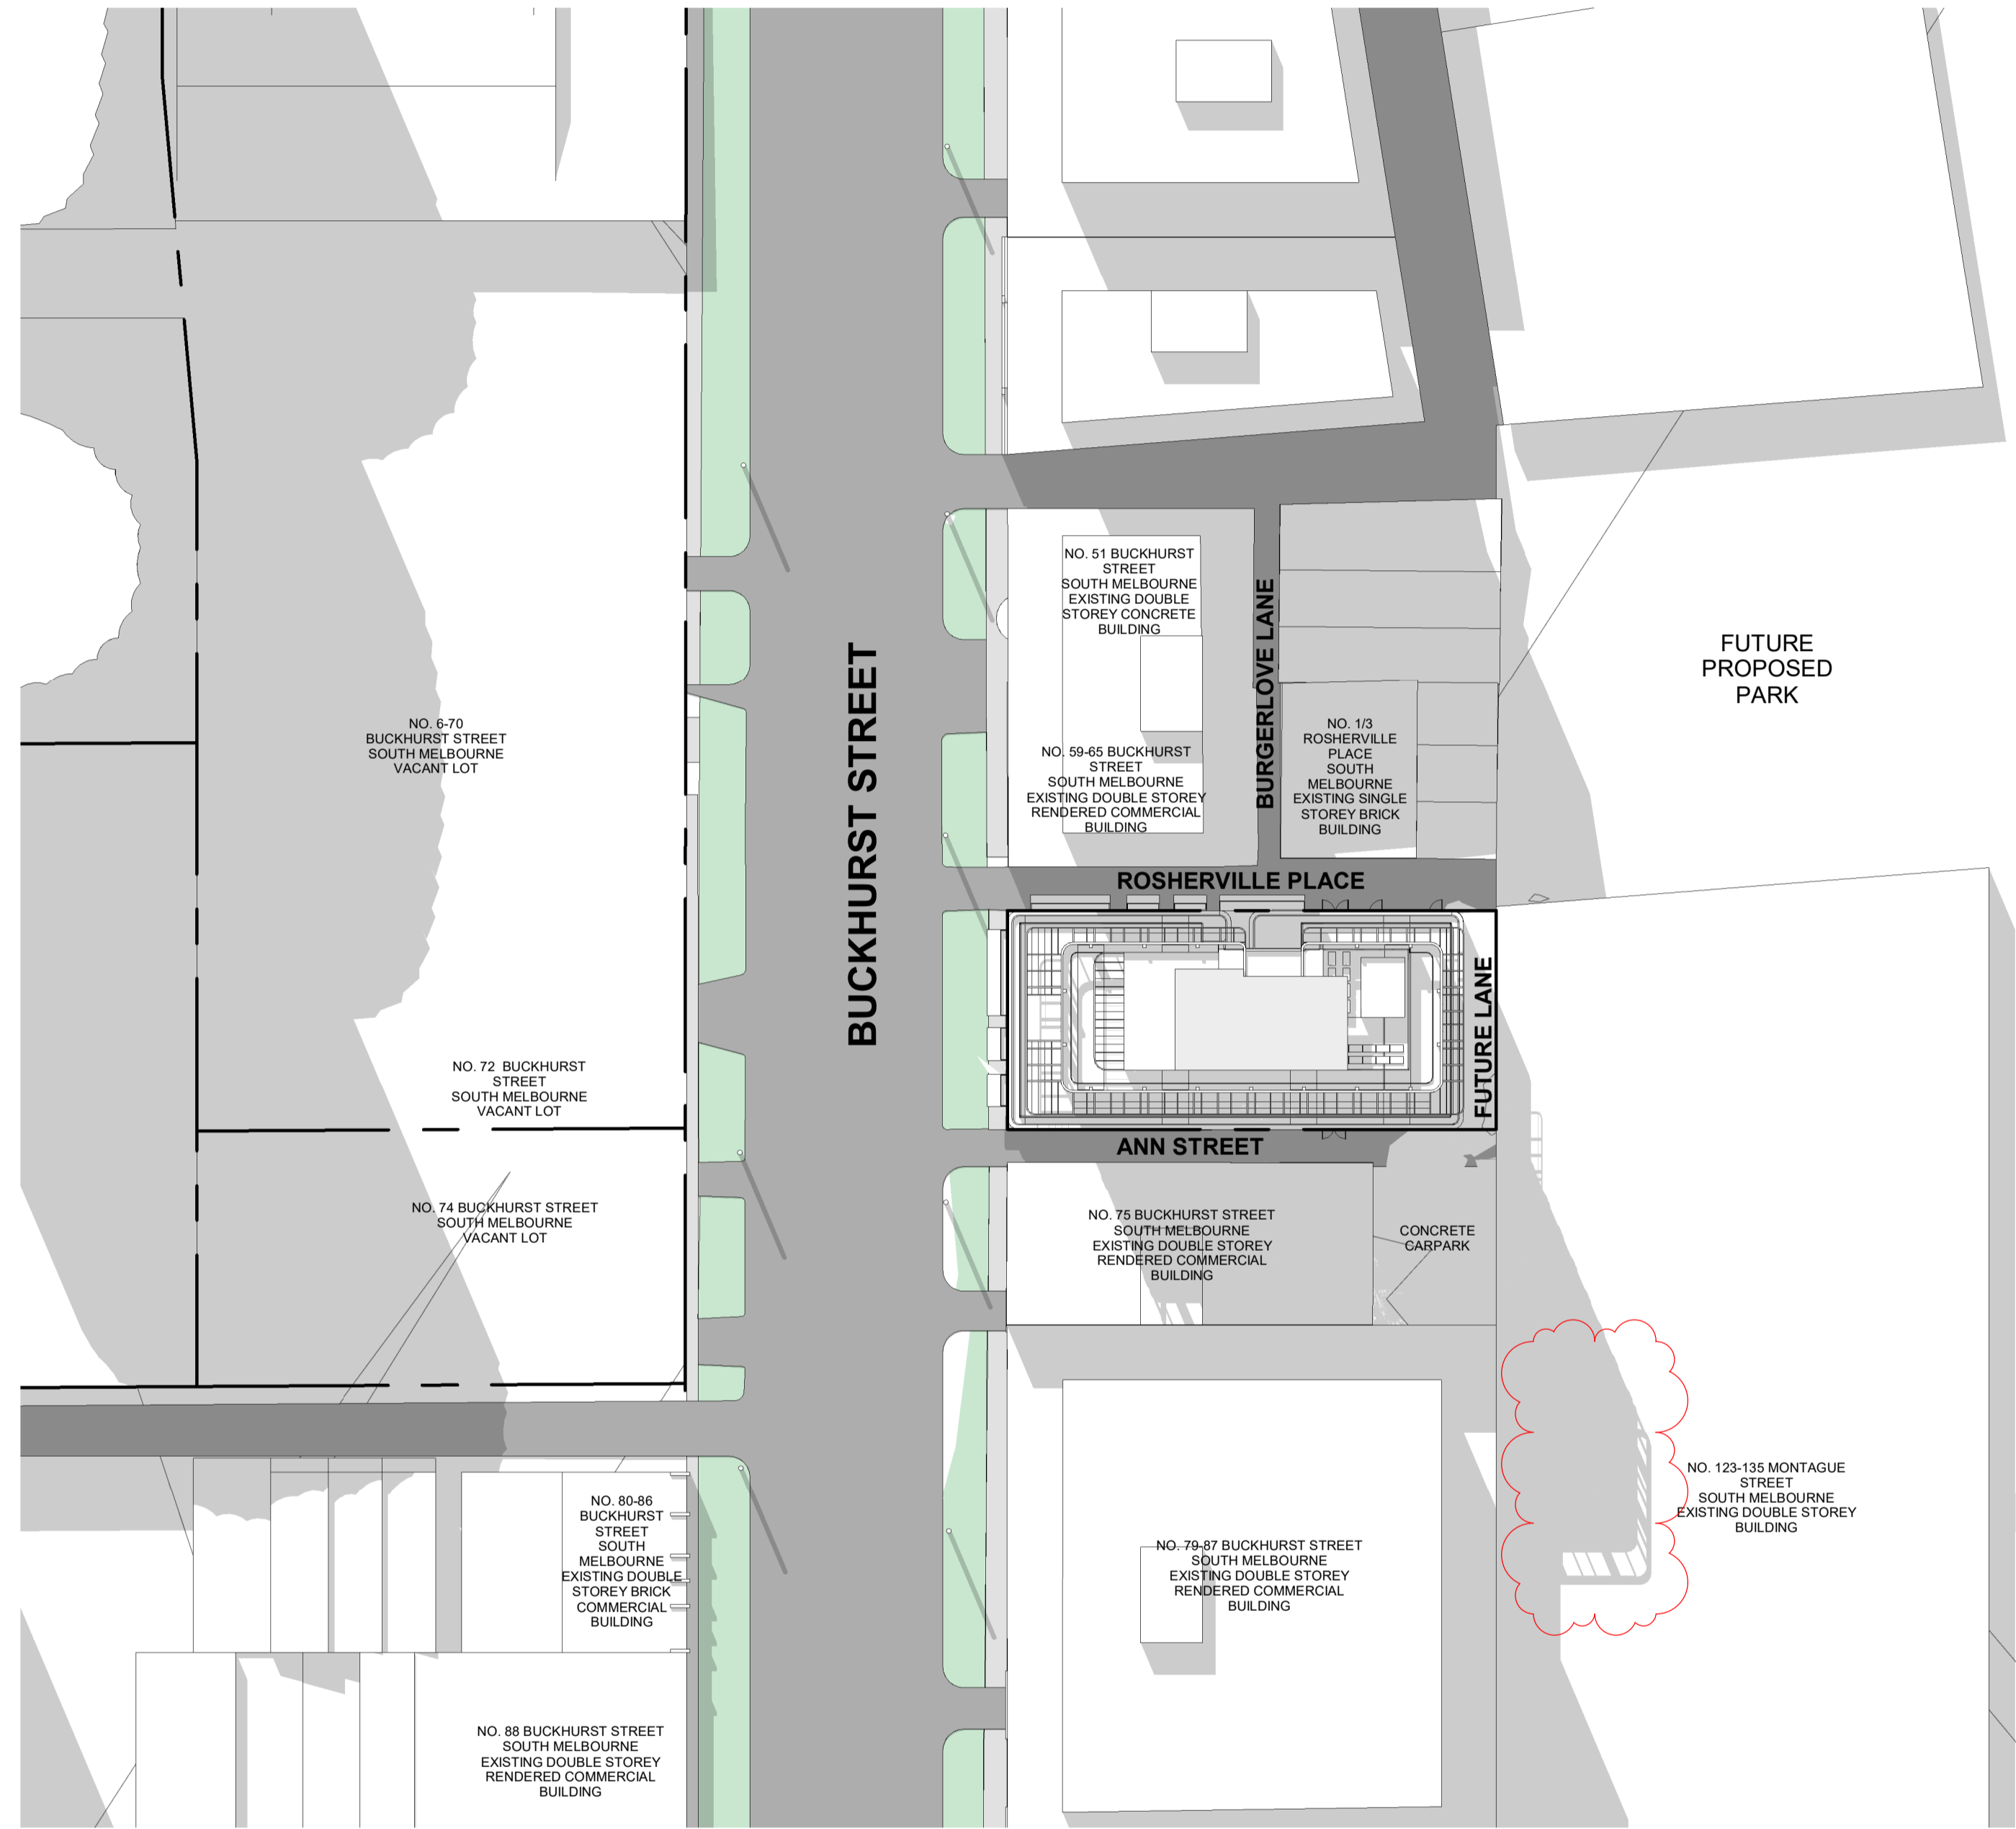 NO. 51 BUCKHURST
STREET
SOUTH MELBOURNE
EXISTING DOUBLE
STOREY CONCRETE
BUILDING
BURGERLOVE LANE
FUTURE
PROPOSED
PARK
BUCKHURST STREET
NO. 6-70
BUCKHURST STREET
SOUTH MELBOURNE
VACANT LOT
NO. 59-65 BUCKHURST
STREET
SOUTH MELBOURNE
EXISTING DOUBLE STOREY
RENDERED COMMERCIAL
BUILDING
NO. 1/3
ROSHERVILLE
PLACE
SOUTH
MELBOURNE
EXISTING SINGLE
STOREY BRICK
BUILDING
ROSHERVILLE PLACE
FUTURE LANE
NO. 72 BUCKHURST
STREET
SOUTH MELBOURNE
VACANT LOT
ANN STREET
NO. 74 BUCKHURST STREET
SOUTH MELBOURNE
VACANT LOT
NO. 75 BUCKHURST STREET
SOUTH MELBOURNE
EXISTING DOUBLE STOREY
RENDERED COMMERCIAL
BUILDING
CONCRETE
CARPARK
NO. 123-135 MONTAGUE
STREET
SOUTH MELBOURNE
EXISTING DOUBLE STOREY
BUILDING
NO. 80-86
BUCKHURST
STREET
SOUTH
MELBOURNE
EXISTING DOUBLE
STOREY BRICK
COMMERCIAL
BUILDING
NO. 79-87 BUCKHURST STREET
SOUTH MELBOURNE
EXISTING DOUBLE STOREY
RENDERED COMMERCIAL
BUILDING
NO. 88 BUCKHURST STREET
SOUTH MELBOURNE
EXISTING DOUBLE STOREY
RENDERED COMMERCIAL
BUILDING